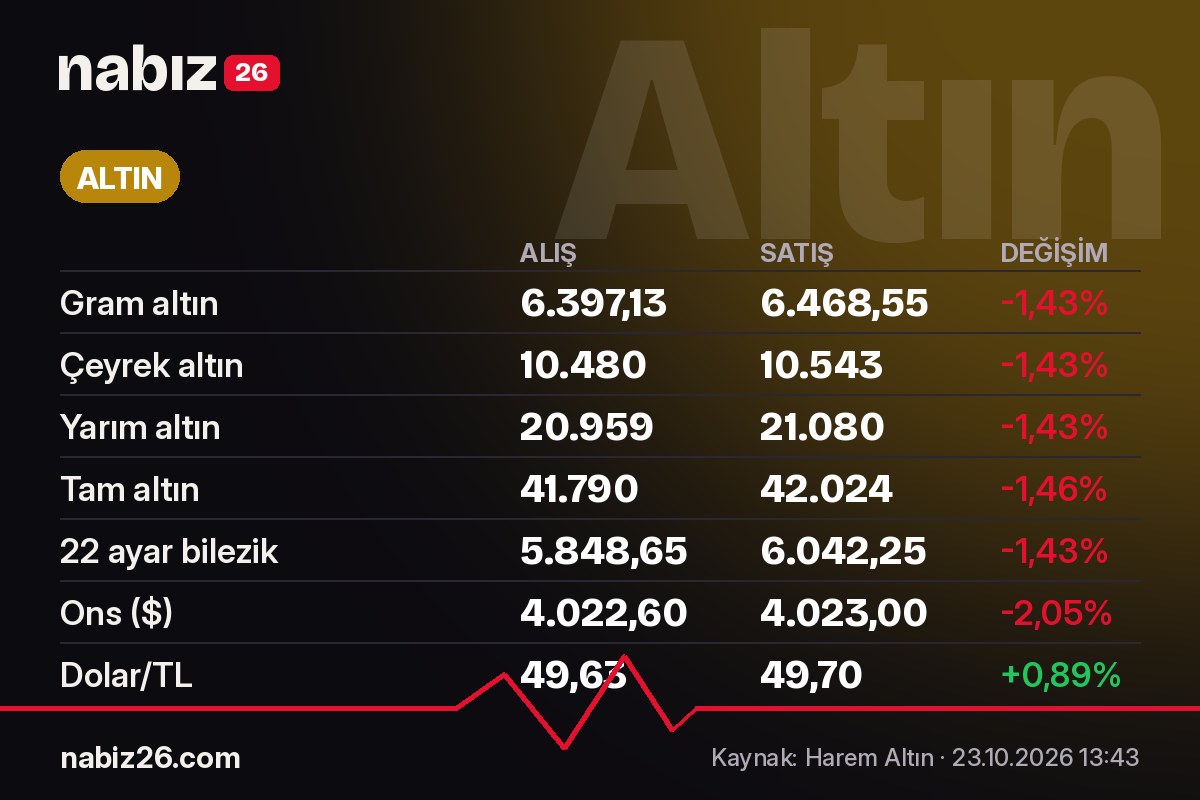 nabız 26
Altın
ALTIN
ALIŞ SATIŞ DEĞİŞİM
Gram altın 6.397,13 6.468,55 -1,43%
Çeyrek altın 10.480 10.543 -1,43%
Yarım altın 20.959 21.080 -1,43%
Tam altın 41.790 42.024 -1,46%
22 ayar bilezik 5.848,65 6.042,25 -1,43%
Ons ($) 4.022,60 4.023,00 -2,05%
Dolar/TL 49,63 49,70 +0,89%
nabiz26.com Kaynak: Harem Altın · 23.10.2026 13:43